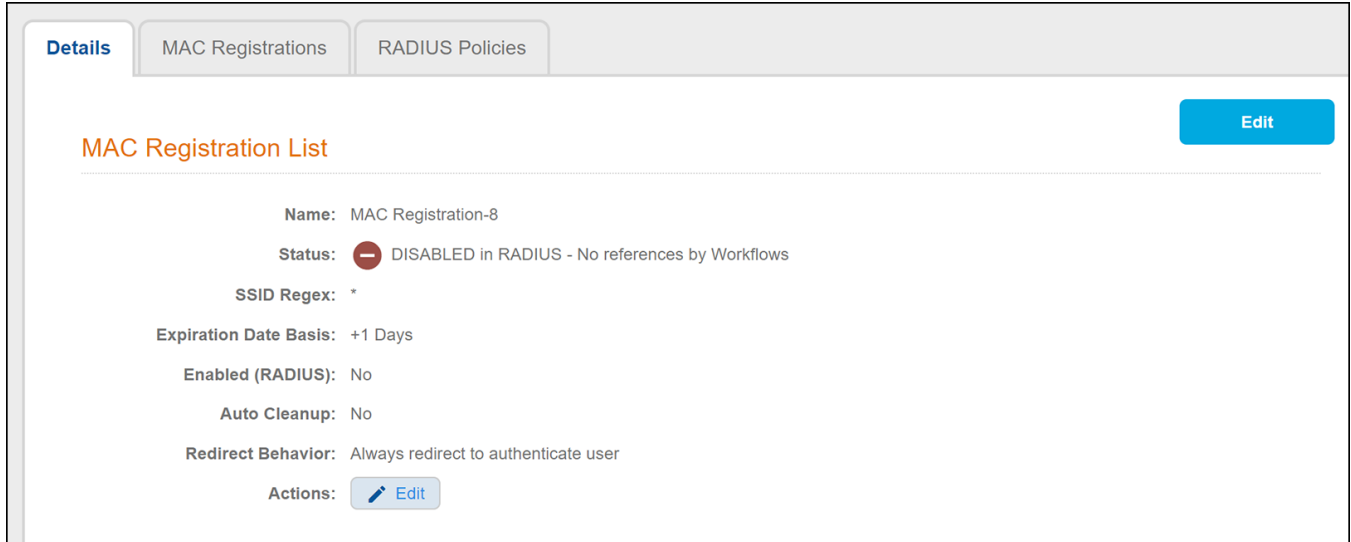 Details MAC Registrations RADIUS Policies
Edit
MAC Registration List
Name: MAC Registration-8
Status: DISABLED in RADIUS - No references by Workflows
SSID Regex: *
Expiration Date Basis: +1 Days
Enabled (RADIUS): No
Auto Cleanup: No
Redirect Behavior: Always redirect to authenticate user
Actions: Edit